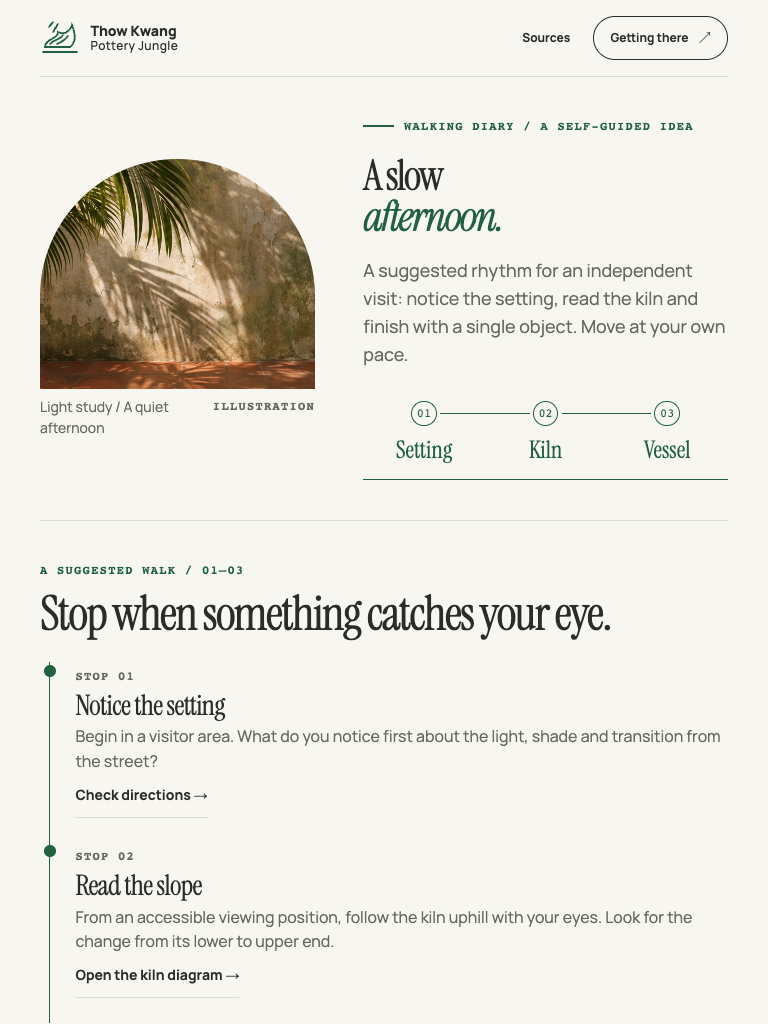 Thow Kwang
Pottery Jungle
Sources
Getting there ↗
WALKING DIARY / A SELF-GUIDED IDEA
A slow
afternoon.
A suggested rhythm for an independent
visit: notice the setting, read the kiln and
finish with a single object. Move at your own
pace.
Light study / A quiet
afternoon
ILLUSTRATION
01 02 03
Setting Kiln Vessel
A SUGGESTED WALK / 01—03
Stop when something catches your eye.
STOP 01
Notice the setting
Begin in a visitor area. What do you notice first about the light, shade and transition from
the street?
Check directions →
STOP 02
Read the slope
From an accessible viewing position, follow the kiln uphill with your eyes. Look for the
change from its lower to upper end.
Open the kiln diagram →